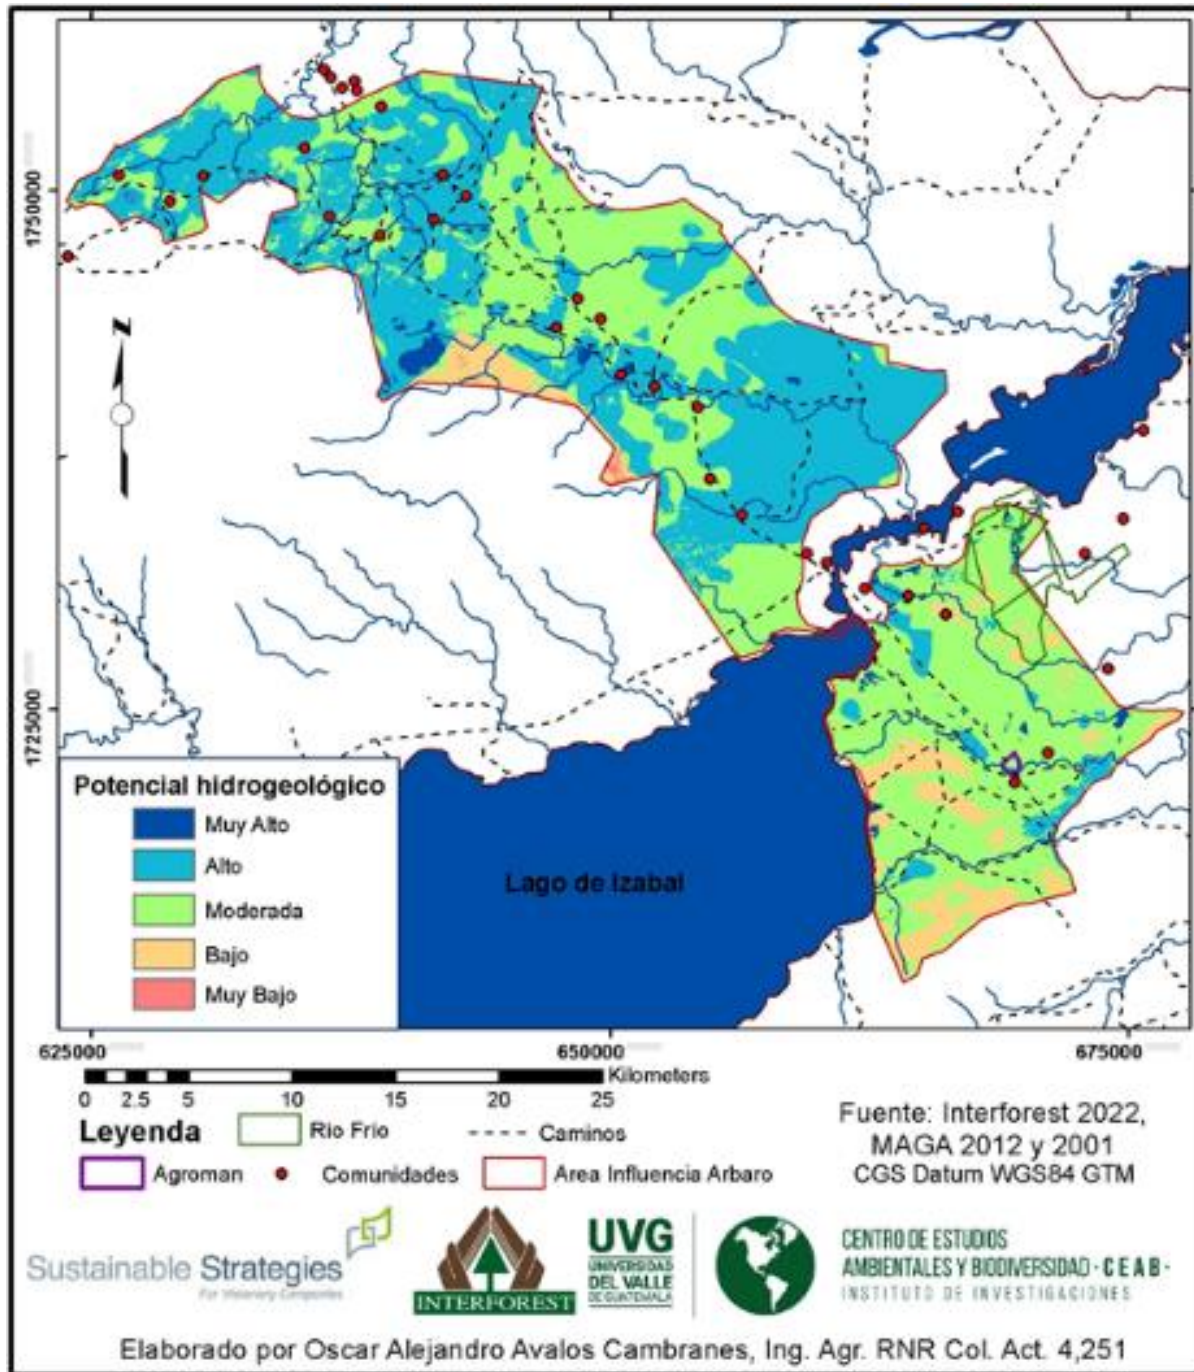 1750000
N
1725000
Potencial hidrogeológico
Muy Alto
Alto
Moderada
Bajo
Muy Bajo
Lago de Izabal
625000
650000
675000
Kilometers
0 2.5 5 10 15 20 25
Leyenda
Rio Frio
Caminos
Agroman
Comunidades
Area Influencia Arbaro
Fuente: Interforest 2022,
MAGA 2012 y 2001
CGS Datum WGS84 GTM
Sustainable Strategies
For Visionary Companies
INTERFOREST
UVG
UNIVERSIDAD
DEL VALLE
DE GUATEMALA
CENTRO DE ESTUDIOS
AMBIENTALES Y BIODIVERSIDAD · CEAB ·
INSTITUTO DE INVESTIGACIONES
Elaborado por Oscar Alejandro Avalos Cambranes, Ing. Agr. RNR Col. Act. 4,251